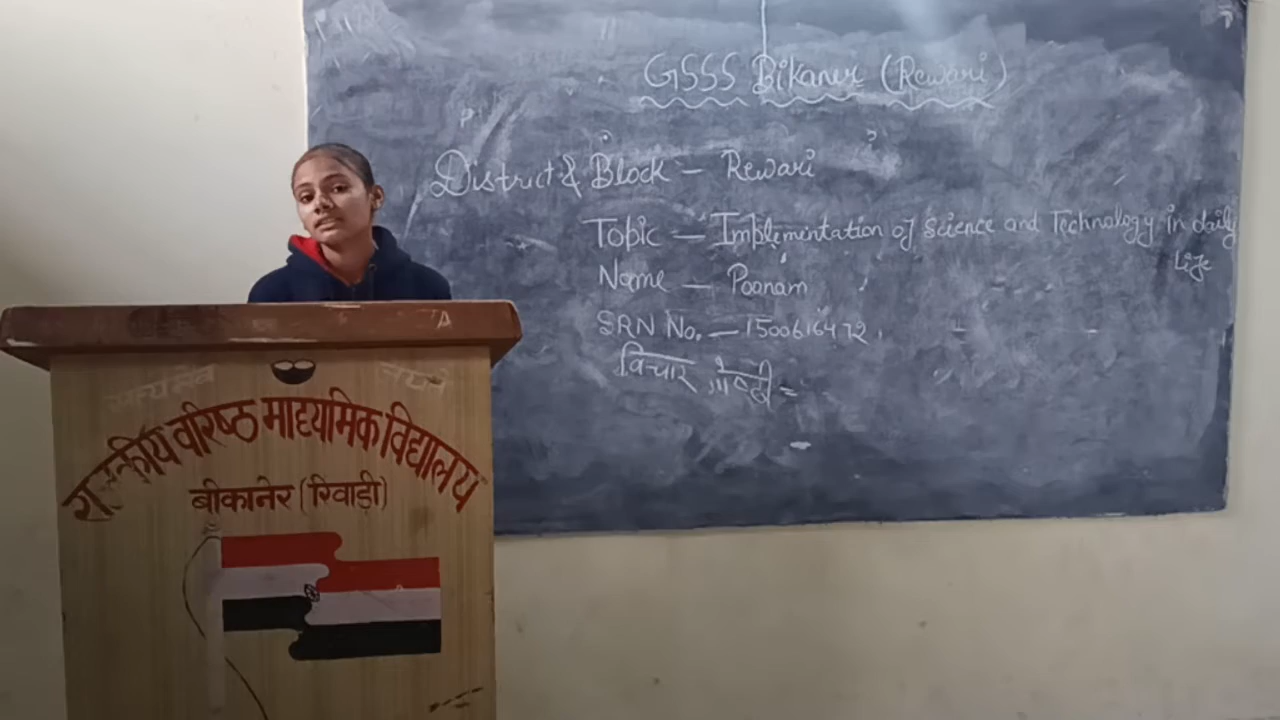 GSSS Bikaner (Rewari)
District & Block – Rewari
Topic – Implementation of Science and Technology in daily
Life
Name – Poonam
SRN No. – 1500616472
विचार
राजकीय वरिष्ठ माध्यमिक विद्यालय
बीकानेर (रिवाड़ी)